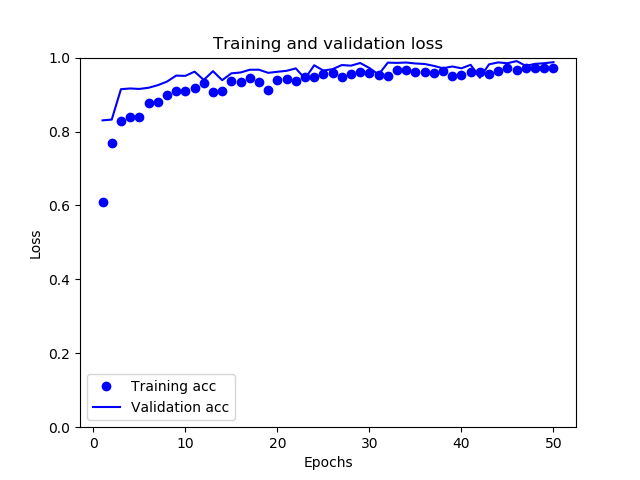 Training and validation loss
1.0
0.8
0.6
0.4
0.2
0.0
Loss
Training acc
Validation acc
0 10 20 30 40 50
Epochs